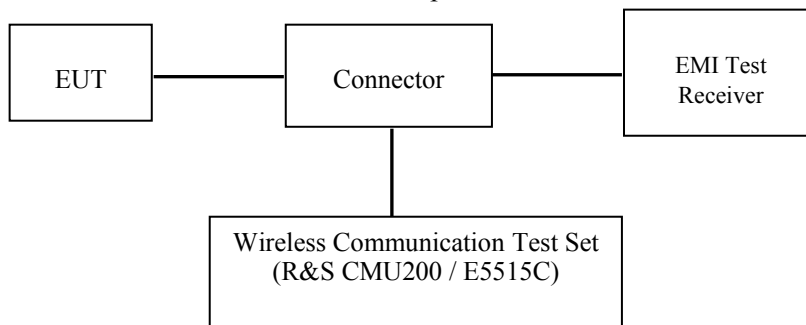 EUT
Connector
EMI Test
Receiver
Wireless Communication Test Set
(R&S CMU200 / E5515C)